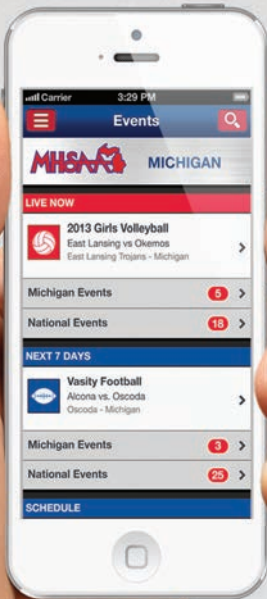 Carrier 3:29 PM
Events
MHSAA MICHIGAN
LIVE NOW
2013 Girls Volleyball
East Lansing vs Okemos
East Lansing Trojans - Michigan
Michigan Events 5
National Events 18
NEXT 7 DAYS
Vasity Football
Alcona vs. Oscoda
Oscoda - Michigan
Michigan Events 3
National Events 25
SCHEDULE